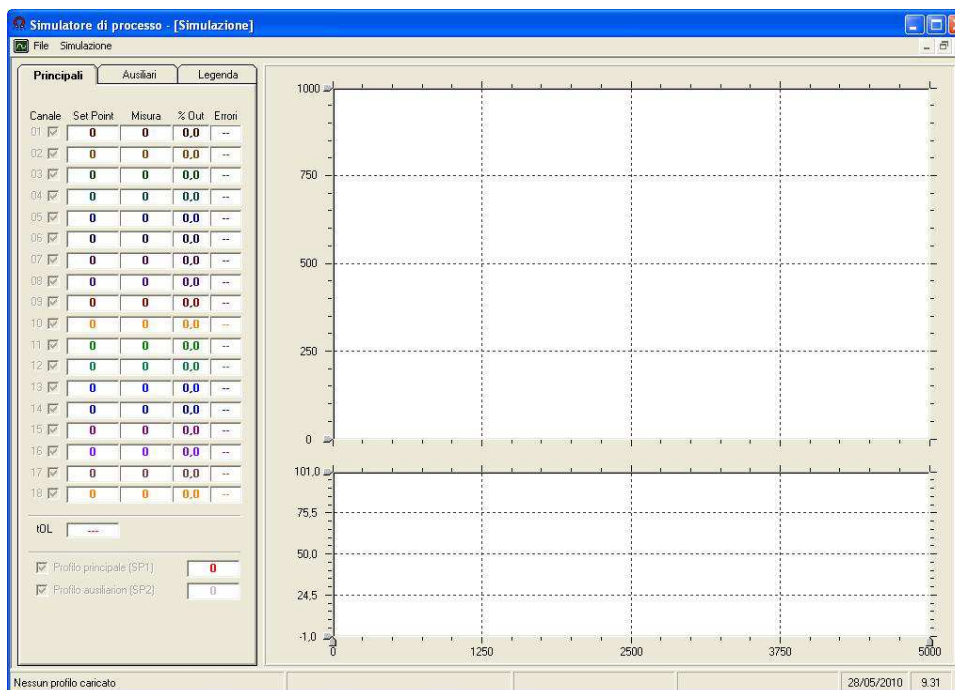 Simulatore di processo - [Simulazione]
File Simulazione
Principali Ausiliari Legenda
Canale Set Point Misura % Out Errori
01 0 0 0,0 --
02 0 0 0,0 --
03 0 0 0,0 --
04 0 0 0,0 --
05 0 0 0,0 --
06 0 0 0,0 --
07 0 0 0,0 --
08 0 0 0,0 --
09 0 0 0,0 --
10 0 0 0,0 --
11 0 0 0,0 --
12 0 0 0,0 --
13 0 0 0,0 --
14 0 0 0,0 --
15 0 0 0,0 --
16 0 0 0,0 --
17 0 0 0,0 --
18 0 0 0,0 --
tOL ---
Profilo principale (SP1) 0
Profilo ausiliarion (SP2) 0
1000
750
500
250
0
101,0
75,5
50,0
24,5
-1,0
0 1250 2500 3750 5000
Nessun profilo caricato 28/05/2010 9.31